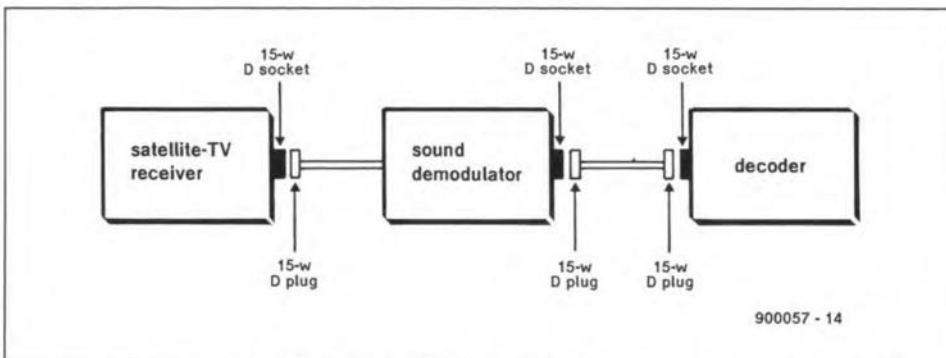 15-w
D socket
15-w
D socket
15-w
D socket
satellite-TV
receiver
sound
demodulator
decoder
15-w
D plug
15-w
D plug
15-w
D plug
900057 - 14